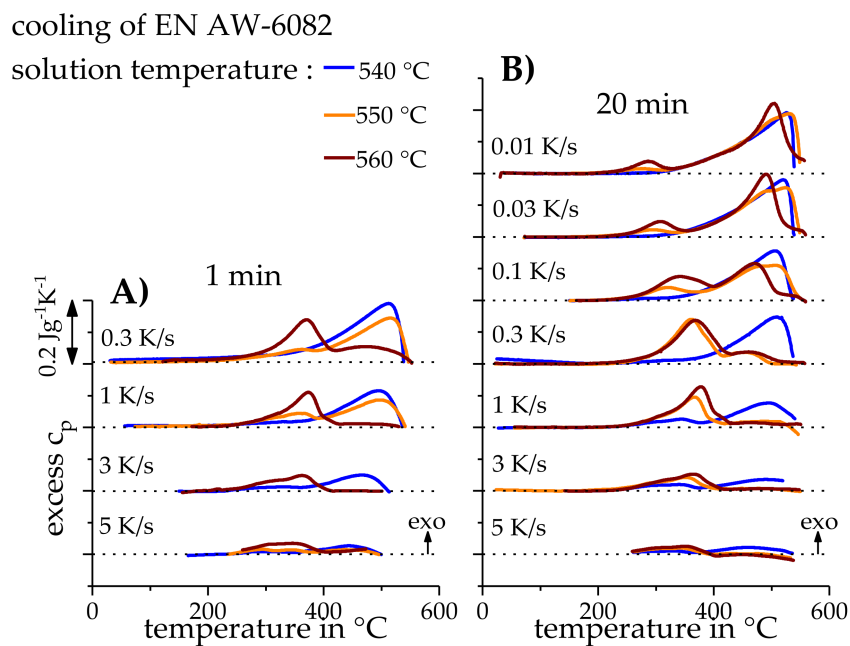 cooling of EN AW-6082
solution temperature :
540 °C
550 °C
560 °C
A)
1 min
0.2 Jg⁻¹K⁻¹
excess cₚ
0.3 K/s
1 K/s
3 K/s
5 K/s
exo
0 200 400 600
temperature in °C
B)
20 min
0.01 K/s
0.03 K/s
0.1 K/s
0.3 K/s
1 K/s
3 K/s
5 K/s
exo
0 200 400 600
temperature in °C